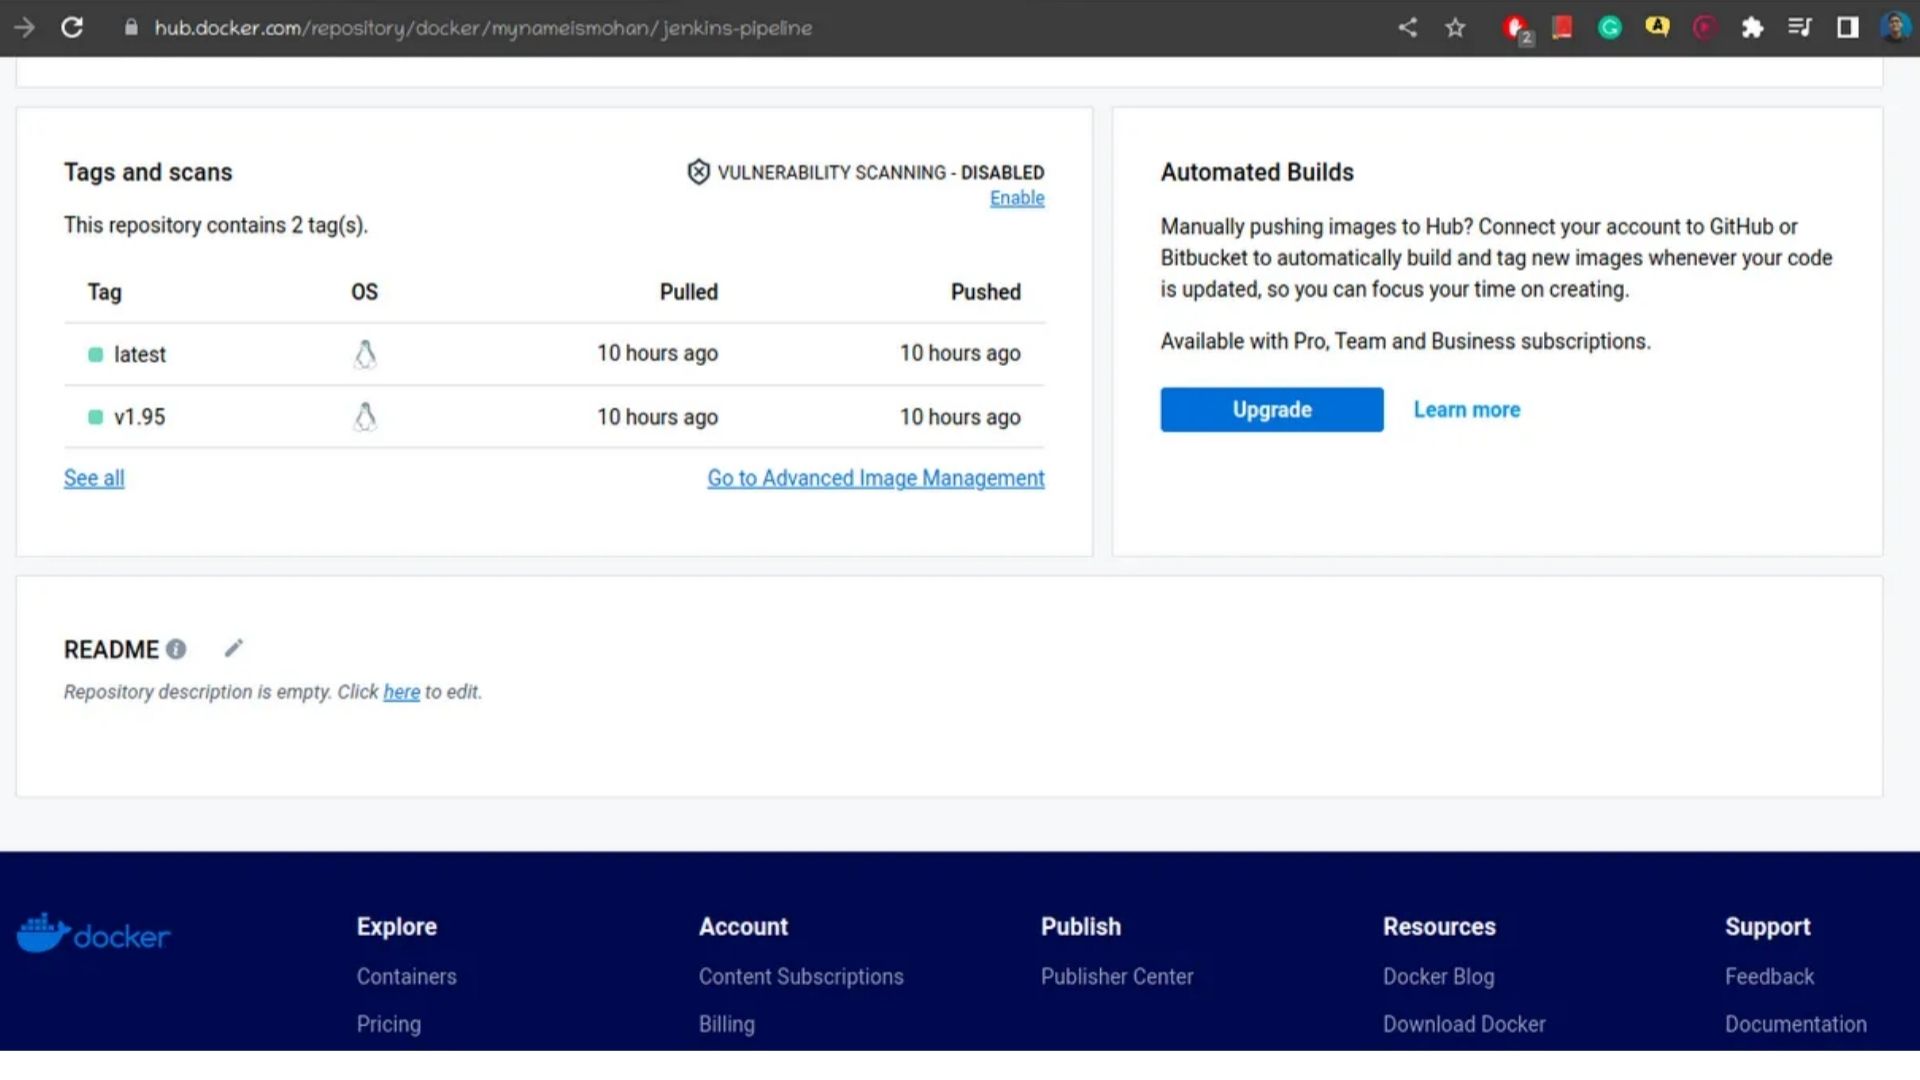 hub.docker.com/repository/docker/mynameismohan/jenkins-pipeline
2
A
Tags and scans
VULNERABILITY SCANNING - DISABLED
Enable
This repository contains 2 tag(s).
Tag OS Pulled Pushed
latest 10 hours ago 10 hours ago
v1.95 10 hours ago 10 hours ago
See all Go to Advanced Image Management
Automated Builds
Manually pushing images to Hub? Connect your account to GitHub or
Bitbucket to automatically build and tag new images whenever your code
is updated, so you can focus your time on creating.
Available with Pro, Team and Business subscriptions.
Upgrade Learn more
README
Repository description is empty. Click here to edit.
docker
Explore
Containers
Pricing
Account
Content Subscriptions
Billing
Publish
Publisher Center
Resources
Docker Blog
Download Docker
Support
Feedback
Documentation